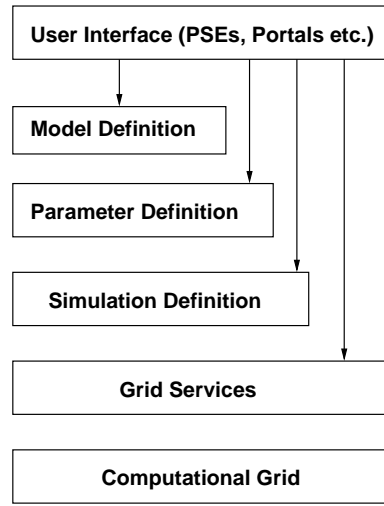 User Interface (PSEs, Portals etc.)
Model Definition
Parameter Definition
Simulation Definition
Grid Services
Computational Grid